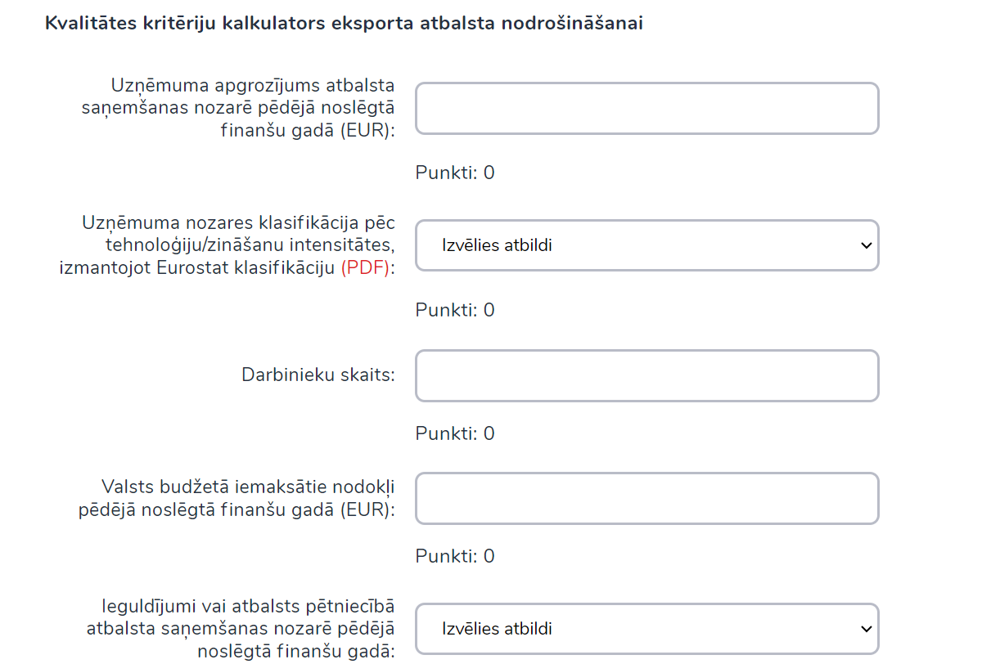 Kvalitātes kritēriju kalkulators eksporta atbalsta nodrošināšanai
Uzņēmuma apgrozījums atbalsta
saņemšanas nozarē pēdējā noslēgtā
finanšu gadā (EUR):
Punkti: 0
Uzņēmuma nozares klasifikācija pēc
tehnoloģiju/zināšanu intensitātes,
izmantojot Eurostat klasifikāciju (PDF):
Izvēlies atbildi
Punkti: 0
Darbinieku skaits:
Punkti: 0
Valsts budžetā iemaksātie nodokļi
pēdējā noslēgtā finanšu gadā (EUR):
Punkti: 0
Ieguldījumi vai atbalsts pētniecībā
atbalsta saņemšanas nozarē pēdējā
noslēgtā finanšu gadā:
Izvēlies atbildi